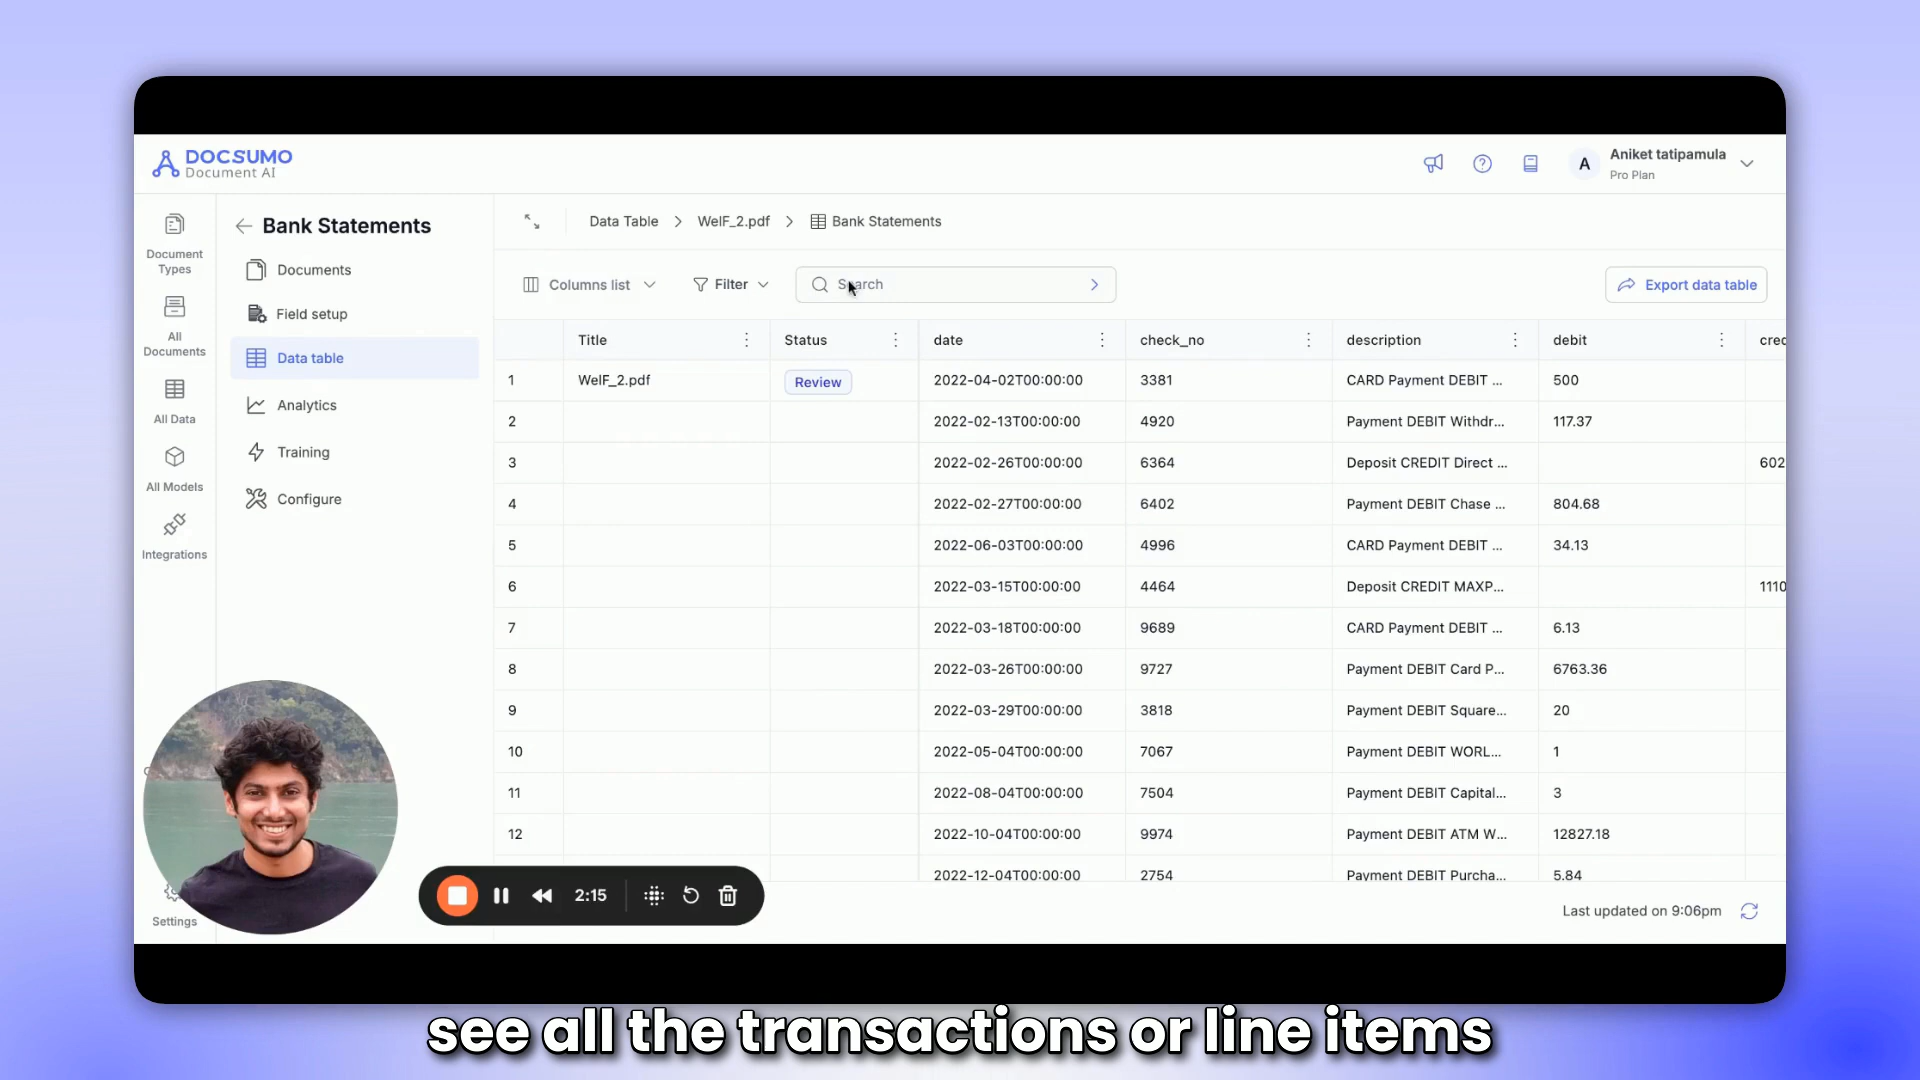 DOCSUMO
Document AI
A
Aniket tatipamula
Pro Plan
Document
Types
All
Documents
All Data
All Models
Integrations
Settings
Bank Statements
Documents
Field setup
Data table
Analytics
Training
Configure
Data Table > WelF_2.pdf > Bank Statements
Columns list
Filter
Search
Export data table
Title Status date check_no description debit cred
1 WelF_2.pdf Review 2022-04-02T00:00:00 3381 CARD Payment DEBIT ... 500
2 2022-02-13T00:00:00 4920 Payment DEBIT Withdr... 117.37
3 2022-02-26T00:00:00 6364 Deposit CREDIT Direct ... 602
4 2022-02-27T00:00:00 6402 Payment DEBIT Chase ... 804.68
5 2022-06-03T00:00:00 4996 CARD Payment DEBIT ... 34.13
6 2022-03-15T00:00:00 4464 Deposit CREDIT MAXP... 1110
7 2022-03-18T00:00:00 9689 CARD Payment DEBIT ... 6.13
8 2022-03-26T00:00:00 9727 Payment DEBIT Card P... 6763.36
9 2022-03-29T00:00:00 3818 Payment DEBIT Square... 20
10 2022-05-04T00:00:00 7067 Payment DEBIT WORL... 1
11 2022-08-04T00:00:00 7504 Payment DEBIT Capital... 3
12 2022-10-04T00:00:00 9974 Payment DEBIT ATM W... 12827.18
2022-12-04T00:00:00 2754 Payment DEBIT Purcha... 5.84
2:15
Last updated on 9:06pm
see all the transactions or line items